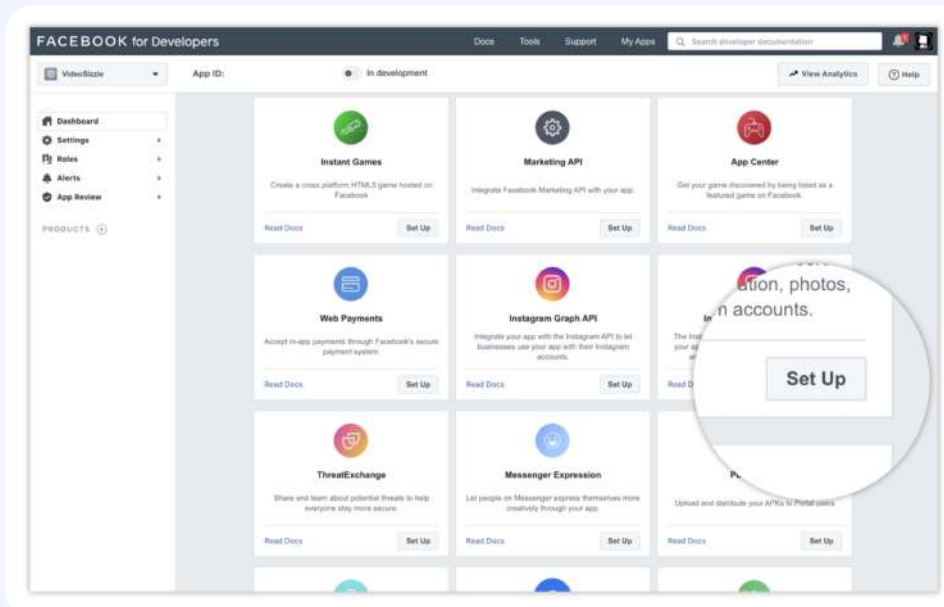 FACEBOOK for Developers
Docs Tools Support My Apps Search developer documentation
VideoSizzle App ID: In development View Analytics Help
Dashboard
Settings
Roles
Alerts
App Review
PRODUCTS
Instant Games
Create a cross platform HTML5 game hosted on
Facebook
Read Docs Set Up
Marketing API
Integrate Facebook Marketing API with your app.
Read Docs Set Up
App Center
Get your game discovered by being listed as a
featured game on Facebook.
Read Docs Set Up
Web Payments
Accept in-app payments through Facebook's secure
payment system.
Read Docs Set Up
Instagram Graph API
Integrate your app with the Instagram API to let
businesses use your app with their Instagram
accounts.
Read Docs Set Up
The
your
Read
photos,
accounts.
Set Up
ThreatExchange
Share and learn about potential threats to help
everyone stay more secure.
Read Docs Set Up
Messenger Expression
Let people on Messenger express themselves more
creatively through your app.
Read Docs Set Up
Upload and distribute your APKs to Portal users
Read Docs Set Up